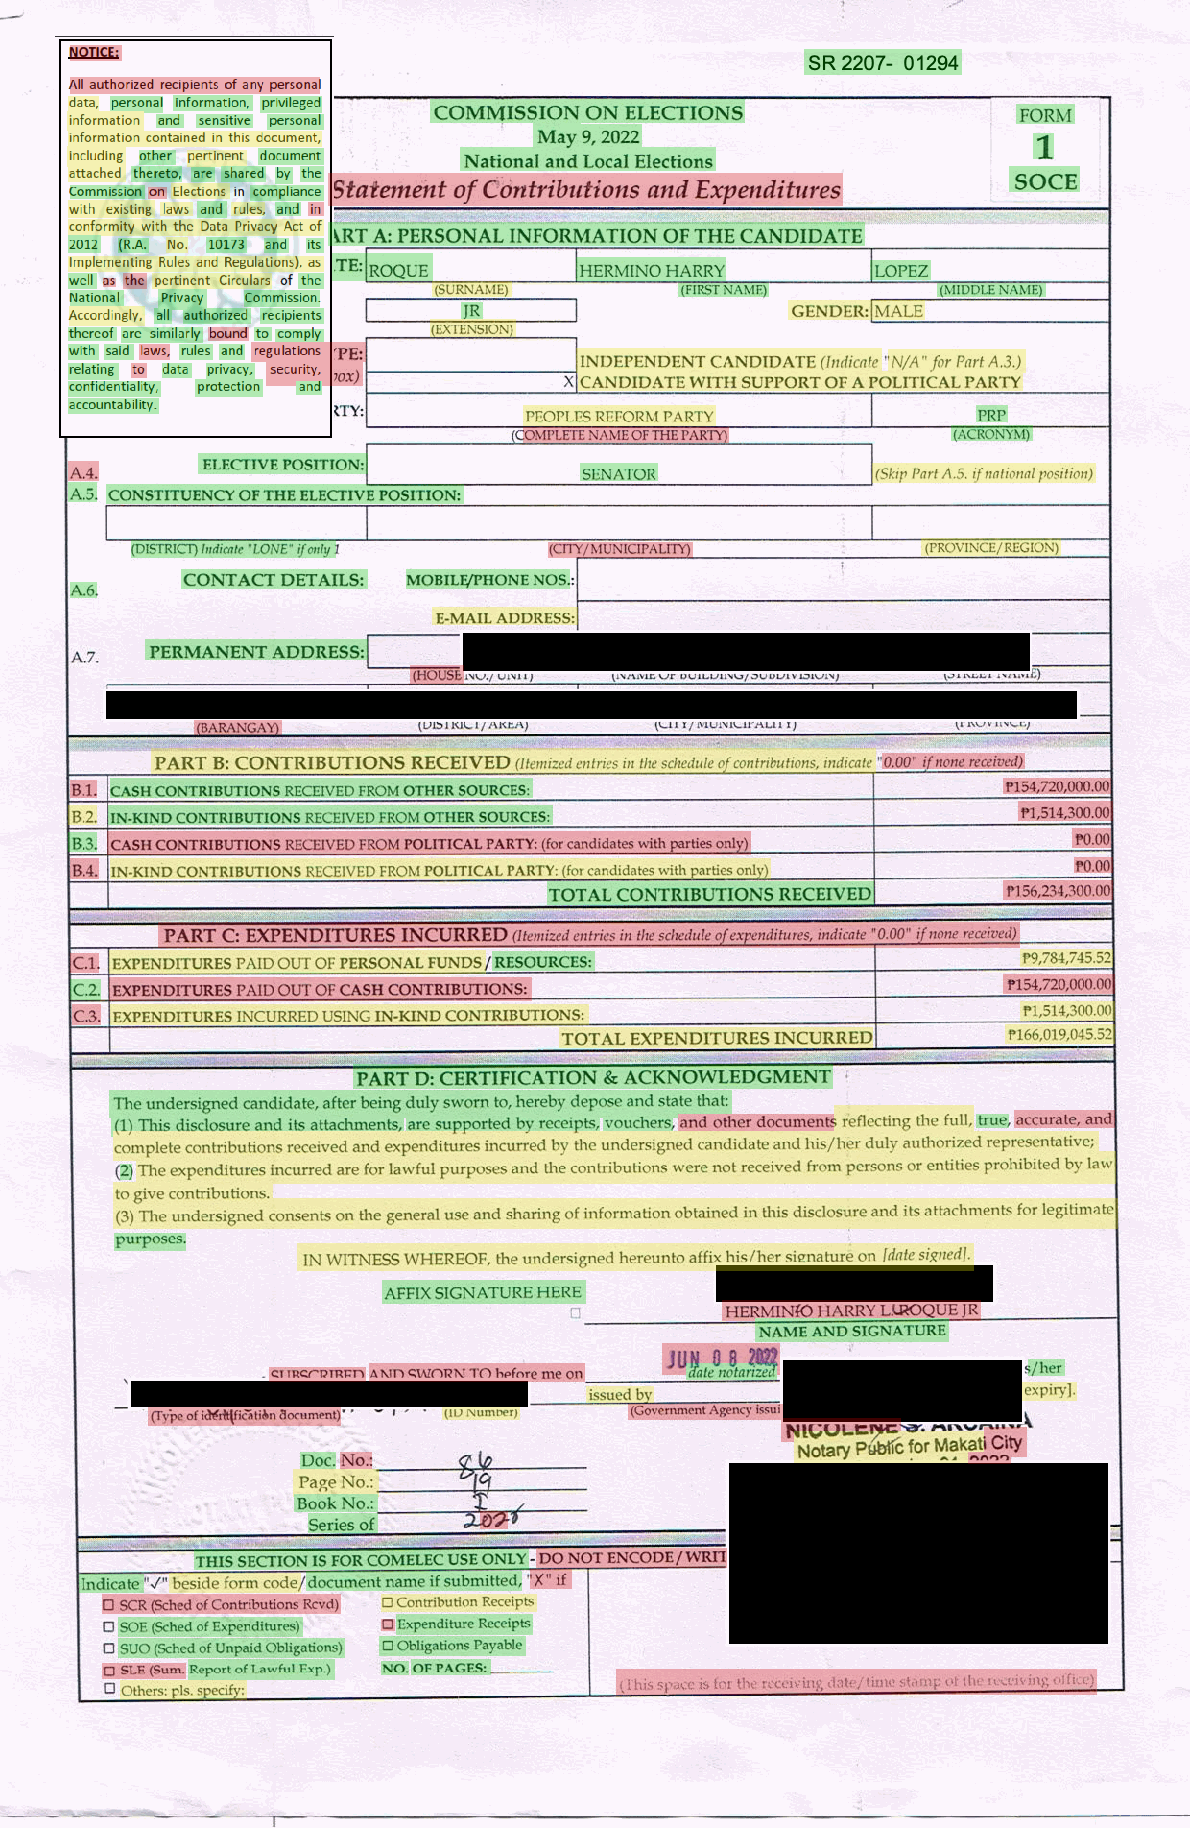 SR 2207- 01294
NOTICE:
All authorized recipients of any personal
data, personal information, privileged
information and sensitive personal
information contained in this document,
including other pertinent document
attached thereto, are shared by the
Commission on Elections in compliance
with existing laws and rules, and in
conformity with the Data Privacy Act of
2012 (R.A. No. 10173 and its
Implementing Rules and Regulations). as
well as the pertinent Circulars of the
National Privacy Commission.
Accordingly, all authorized recipients
thereof are similarly bound to comply
with said laws, rules and regulations
relating to data privacy, security,
confidentiality, protection and
accountability.
COMMISSION ON ELECTIONS
May 9, 2022
National and Local Elections
Statement of Contributions and Expenditures
FORM
1
SOCE
ART A: PERSONAL INFORMATION OF THE CANDIDATE
TE: ROQUE HERMINO HARRY LOPEZ
(SURNAME) (FIRST NAME) (MIDDLE NAME)
JR GENDER: MALE
(EXTENSION)
YPE: INDEPENDENT CANDIDATE (Indicate "N/A" for Part A.3.)
box) X CANDIDATE WITH SUPPORT OF A POLITICAL PARTY
RTY: PEOPLES REFORM PARTY PRP
(COMPLETE NAME OF THE PARTY) (ACRONYM)
A.4. ELECTIVE POSITION: SENATOR (Skip Part A.5. if national position)
A.5. CONSTITUENCY OF THE ELECTIVE POSITION:
(DISTRICT) Indicate "LONE" if only 1 (CITY/MUNICIPALITY) (PROVINCE/REGION)
A.6. CONTACT DETAILS: MOBILE/PHONE NOS.:
E-MAIL ADDRESS:
A.7. PERMANENT ADDRESS:
(HOUSE NO./UNIT) (NAME OF BUILDING/SUBDIVISION) (STREET NAME)
(BARANGAY) (DISTRICT/AREA) (CITY/MUNICIPALITY) (PROVINCE)
PART B: CONTRIBUTIONS RECEIVED (Itemized entries in the schedule of contributions, indicate "0.00" if none received)
B.1. CASH CONTRIBUTIONS RECEIVED FROM OTHER SOURCES: ₱154,720,000.00
B.2. IN-KIND CONTRIBUTIONS RECEIVED FROM OTHER SOURCES: ₱1,514,300.00
B.3. CASH CONTRIBUTIONS RECEIVED FROM POLITICAL PARTY: (for candidates with parties only) ₱0.00
B.4. IN-KIND CONTRIBUTIONS RECEIVED FROM POLITICAL PARTY: (for candidates with parties only) ₱0.00
TOTAL CONTRIBUTIONS RECEIVED ₱156,234,300.00
PART C: EXPENDITURES INCURRED (Itemized entries in the schedule of expenditures, indicate "0.00" if none received)
C.1. EXPENDITURES PAID OUT OF PERSONAL FUNDS/RESOURCES: ₱9,784,745.52
C.2. EXPENDITURES PAID OUT OF CASH CONTRIBUTIONS: ₱154,720,000.00
C.3. EXPENDITURES INCURRED USING IN-KIND CONTRIBUTIONS: ₱1,514,300.00
TOTAL EXPENDITURES INCURRED ₱166,019,045.52
PART D: CERTIFICATION & ACKNOWLEDGMENT
The undersigned candidate, after being duly sworn to, hereby depose and state that:
(1) This disclosure and its attachments, are supported by receipts, vouchers, and other documents reflecting the full, true, accurate, and
complete contributions received and expenditures incurred by the undersigned candidate and his/her duly authorized representative;
(2) The expenditures incurred are for lawful purposes and the contributions were not received from persons or entities prohibited by law
to give contributions.
(3) The undersigned consents on the general use and sharing of information obtained in this disclosure and its attachments for legitimate
purposes.
IN WITNESS WHEREOF, the undersigned hereunto affix his/her signature on [date signed].
AFFIX SIGNATURE HERE
HERMINIO HARRY L. ROQUE JR
NAME AND SIGNATURE
JUN 08 2022
SUBSCRIBED AND SWORN TO before me on date notarized s/her
issued by expiry].
(Type of identification document) (ID Number) (Government Agency issui
NICOLENE S. ARCAINA
Notary Public for Makati City
Doc. No.: 86
Page No.: 19
Book No.: I
Series of 2022
THIS SECTION IS FOR COMELEC USE ONLY - DO NOT ENCODE/WRIT
Indicate "✓" beside form code/document name if submitted, "X" if
SCR (Sched of Contributions Rcvd) Contribution Receipts
SOE (Sched of Expenditures) Expenditure Receipts
SUO (Sched of Unpaid Obligations) Obligations Payable
SLE (Sum. Report of Lawful Exp.) NO. OF PAGES:
Others: pls. specify:
(This space is for the receiving date/time stamp of the receiving office)